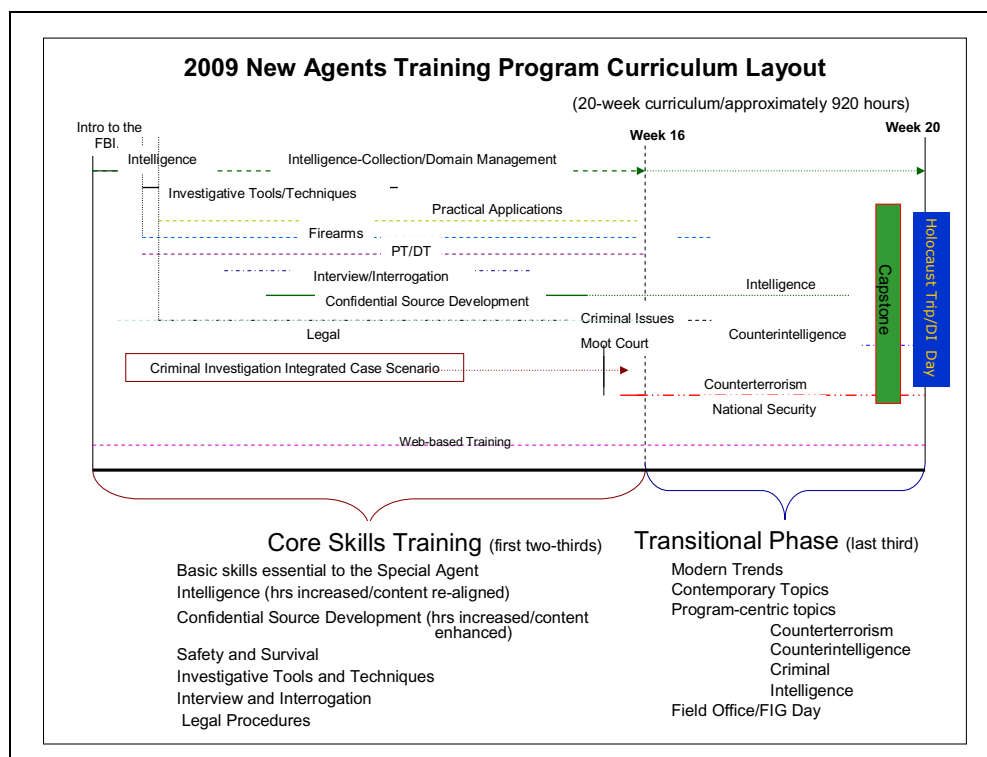 2009 New Agents Training Program Curriculum Layout
(20-week curriculum/approximately 920 hours)
Intro to the
FBI.
Week 16
Week 20
Intelligence
Intelligence-Collection/Domain Management
Investigative Tools/Techniques
Practical Applications
Firearms
PT/DT
Interview/Interrogation
Intelligence
Confidential Source Development
Criminal Issues
Legal
Counterintelligence
Moot Court
Criminal Investigation Integrated Case Scenario
Counterterrorism
National Security
Capstone
Holocaust Trip/DI Day
Web-based Training
Core Skills Training (first two-thirds)
Basic skills essential to the Special Agent
Intelligence (hrs increased/content re-aligned)
Confidential Source Development (hrs increased/content
enhanced)
Safety and Survival
Investigative Tools and Techniques
Interview and Interrogation
Legal Procedures
Transitional Phase (last third)
Modern Trends
Contemporary Topics
Program-centric topics
Counterterrorism
Counterintelligence
Criminal
Intelligence
Field Office/FIG Day